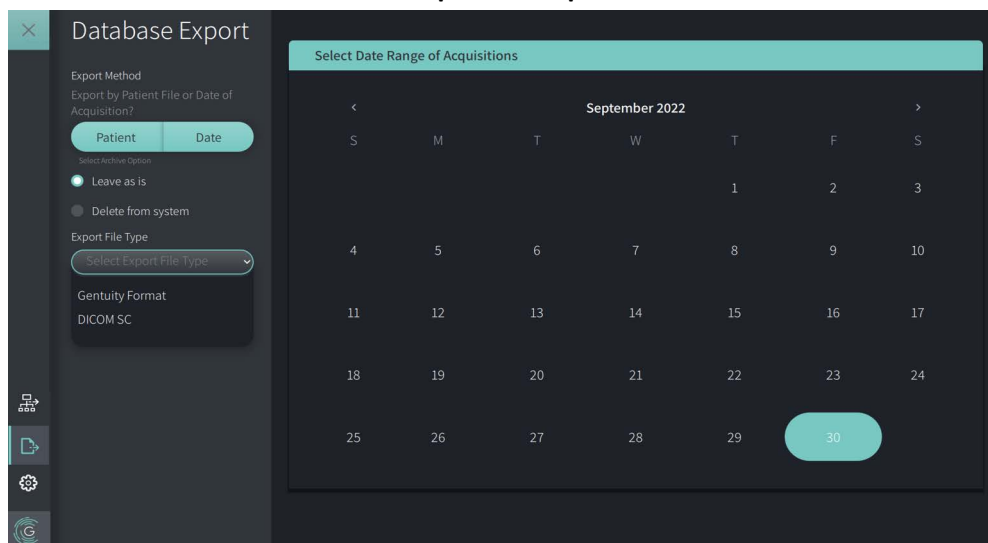 Database Export
Export Method
Export by Patient File or Date of
Acquisition?
Patient Date
Select Archive Option
Leave as is
Delete from system
Export File Type
Select Export File Type
Gentuity Format
DICOM SC
Select Date Range of Acquisitions
< September 2022 >
S M T W T F S
1 2 3
4 5 6 7 8 9 10
11 12 13 14 15 16 17
18 19 20 21 22 23 24
25 26 27 28 29 30
G